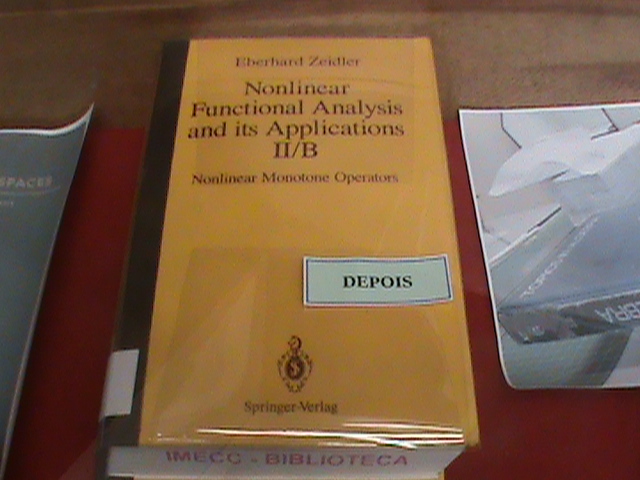 SPACES
Eberhard Zeidler
Nonlinear
Functional Analysis
and its Applications
II/B
Nonlinear Monotone Operators
DEPOIS
Springer-Verlag
IMECC - BIBLIOTECA